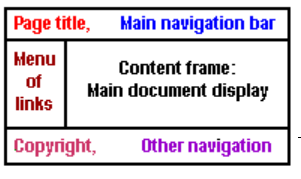 Page title, Main navigation bar
Menu
of
links
Content frame:
Main document display
Copyright, Other navigation